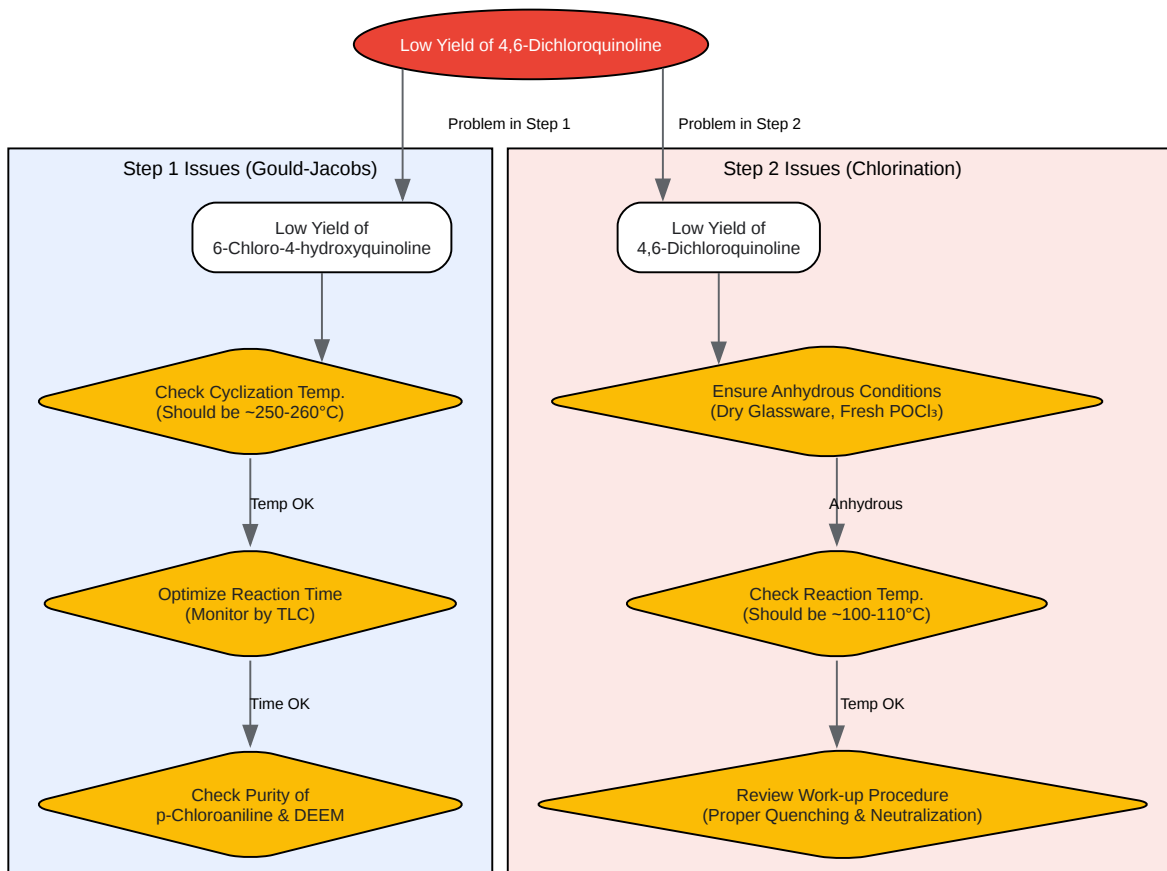 Low Yield of 4,6-Dichloroquinoline
Problem in Step 1
Problem in Step 2
Step 1 Issues (Gould-Jacobs)
Low Yield of
6-Chloro-4-hydroxyquinoline
Check Cyclization Temp.
(Should be ~250-260°C)
Temp OK
Optimize Reaction Time
(Monitor by TLC)
Time OK
Check Purity of
p-Chloroaniline & DEEM
Step 2 Issues (Chlorination)
Low Yield of
4,6-Dichloroquinoline
Ensure Anhydrous Conditions
(Dry Glassware, Fresh POCl₃)
Anhydrous
Check Reaction Temp.
(Should be ~100-110°C)
Temp OK
Review Work-up Procedure
(Proper Quenching & Neutralization)